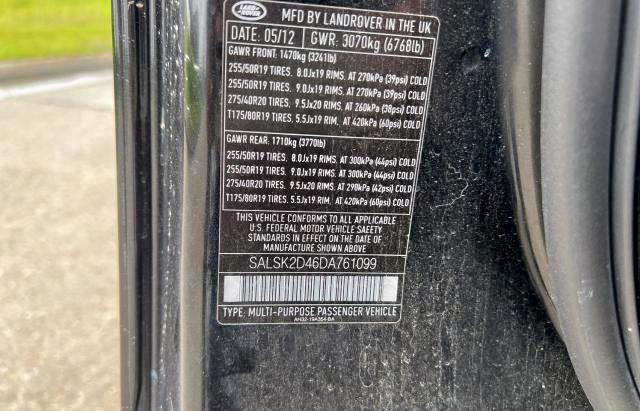 LAND ROVER
MFD BY LANDROVER IN THE UK
DATE: 05/12 GWR: 3070kg (6768lb)
GAWR FRONT: 1470kg (3241lb)
255/50R19 TIRES. 8.0Jx19 RIMS. AT 270kPa (39psi) COLD
255/50R19 TIRES. 9.0Jx19 RIMS. AT 270kPa (39psi) COLD
275/40R20 TIRES. 9.5Jx20 RIMS. AT 260kPa (38psi) COLD
T175/80R19 TIRES. 5.5Jx19 RIM. AT 420kPa (60psi) COLD
GAWR REAR: 1710kg (3770lb)
255/50R19 TIRES. 8.0Jx19 RIMS. AT 300kPa (44psi) COLD
255/50R19 TIRES. 9.0Jx19 RIMS. AT 300kPa (44psi) COLD
275/40R20 TIRES. 9.5Jx20 RIMS. AT 290kPa (42psi) COLD
T175/80R19 TIRES. 5.5Jx19 RIM. AT 420kPa (60psi) COLD
THIS VEHICLE CONFORMS TO ALL APPLICABLE
U.S. FEDERAL MOTOR VEHICLE SAFETY
STANDARDS IN EFFECT ON THE DATE OF
MANUFACTURE SHOWN ABOVE
SALSK2D46DA761099
TYPE: MULTI-PURPOSE PASSENGER VEHICLE
AH32-19A364-BA